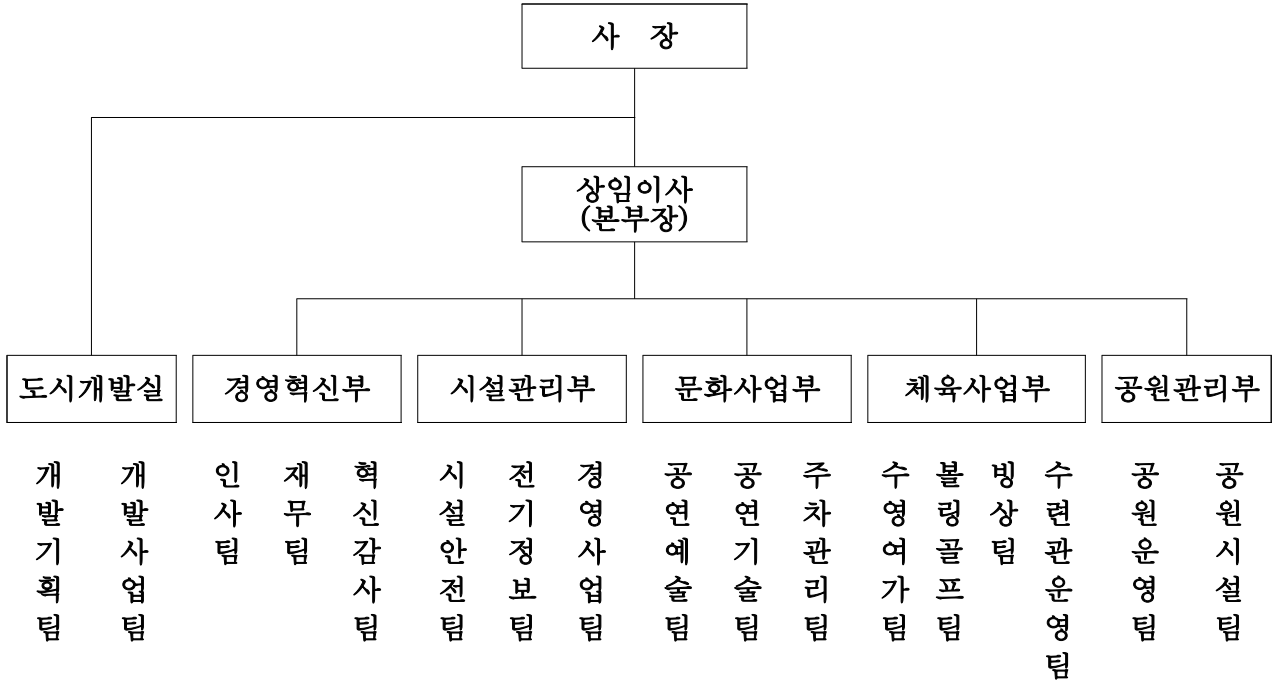 사 장
상임이사
(본부장)
도시개발실
경영혁신부
시설관리부
문화사업부
체육사업부
공원관리부
개발기획팀
개발사업팀
인사팀
재무팀
혁신감사팀
시설안전팀
전기정보팀
경영사업팀
공연예술팀
공연기술팀
주차관리팀
수영여가팀
볼링골프팀
빙상팀
수련관운영팀
공원운영팀
공원시설팀